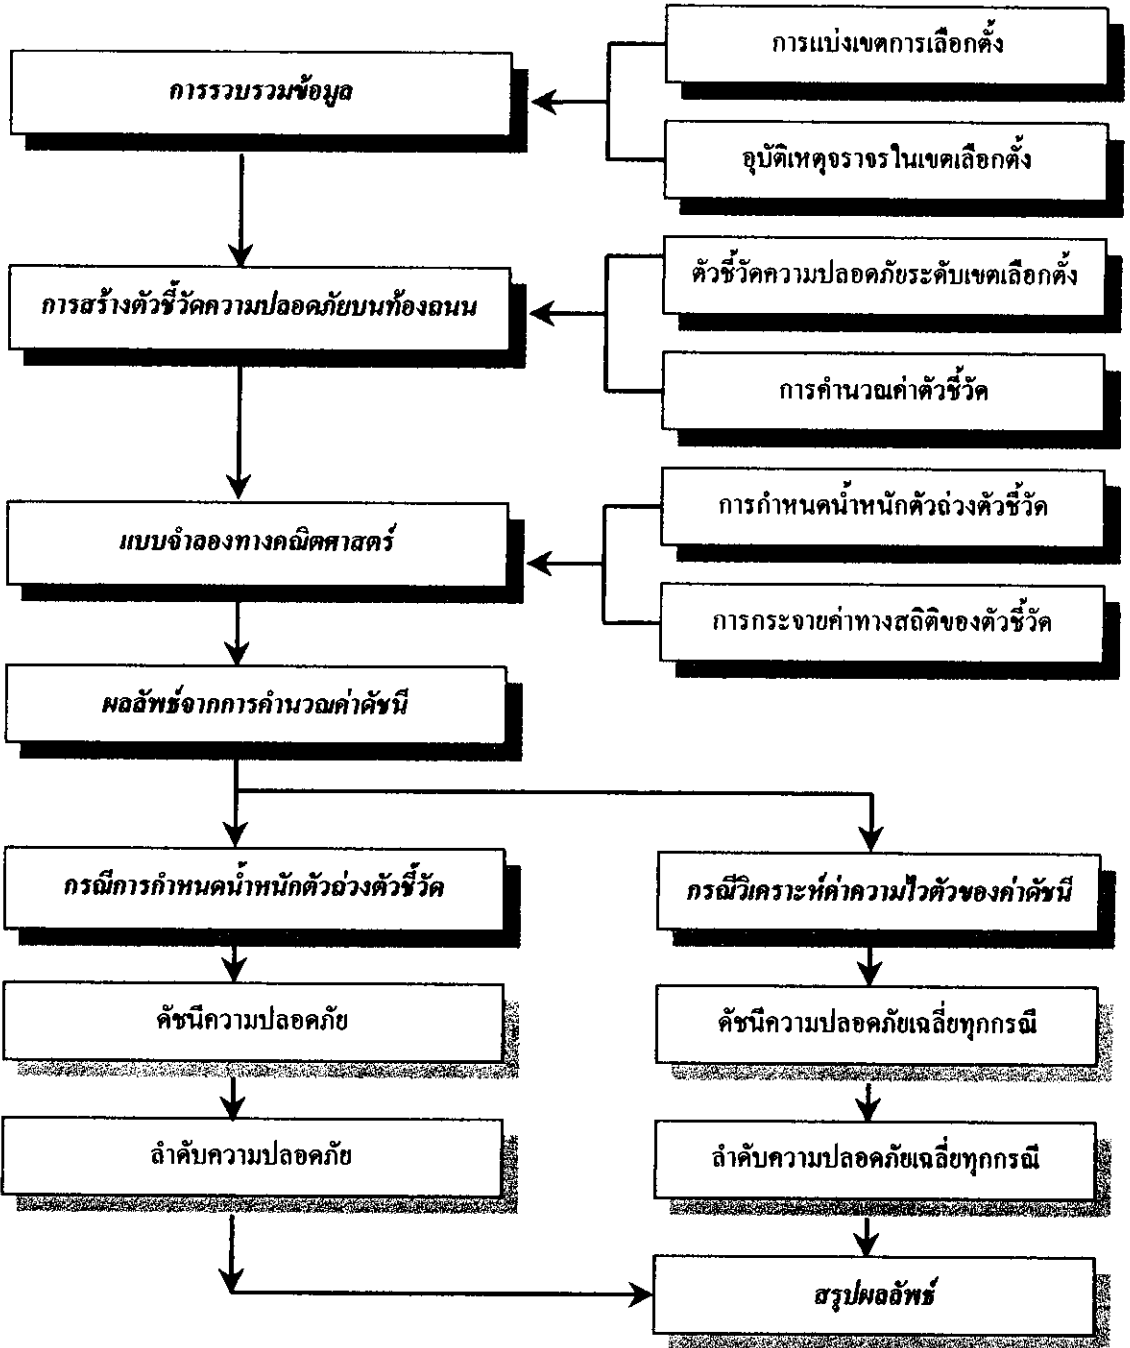 การแบ่งเขตการเลือกตั้ง
การรวบรวมข้อมูล
อุบัติเหตุจราจรในเขตเลือกตั้ง
ตัวชี้วัดความปลอดภัยระดับเขตเลือกตั้ง
การสร้างตัวชี้วัดความปลอดภัยบนท้องถนน
การคำนวณค่าตัวชี้วัด
การกำหนดน้ำหนักตัวถ่วงตัวชี้วัด
แบบจำลองทางคณิตศาสตร์
การกระจายค่าทางสถิติของตัวชี้วัด
ผลลัพธ์จากการคำนวณค่าดัชนี
กรณีการกำหนดน้ำหนักตัวถ่วงตัวชี้วัด
กรณีวิเคราะห์ค่าความไวตัวของค่าดัชนี
ดัชนีความปลอดภัย
ดัชนีความปลอดภัยเฉลี่ยทุกกรณี
ลำดับความปลอดภัย
ลำดับความปลอดภัยเฉลี่ยทุกกรณี
สรุปผลลัพธ์